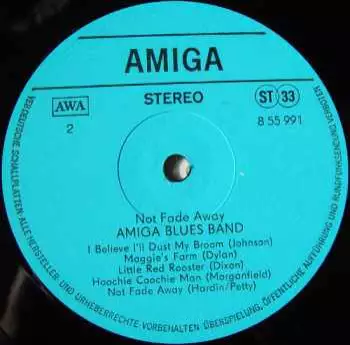 AMIGA
AWA
STEREO
ST 33
2
8 55 991
Not Fade Away
AMIGA BLUES BAND
I Believe I'll Dust My Broom (Johnson)
Maggie's Farm (Dylan)
Little Red Rooster (Dixon)
Hoochie Coochie Man (Morganfield)
Not Fade Away (Hardin/Petty)
VEB DEUTSCHE SCHALLPLATTEN·ALLE HERSTELLER- UND URHEBERRECHTE VORBEHALTEN ÜBERSPIELUNG, ÖFFENTLICHE AUFFÜHRUNG UND RUNDFUNKSENDUNG VERBOTEN